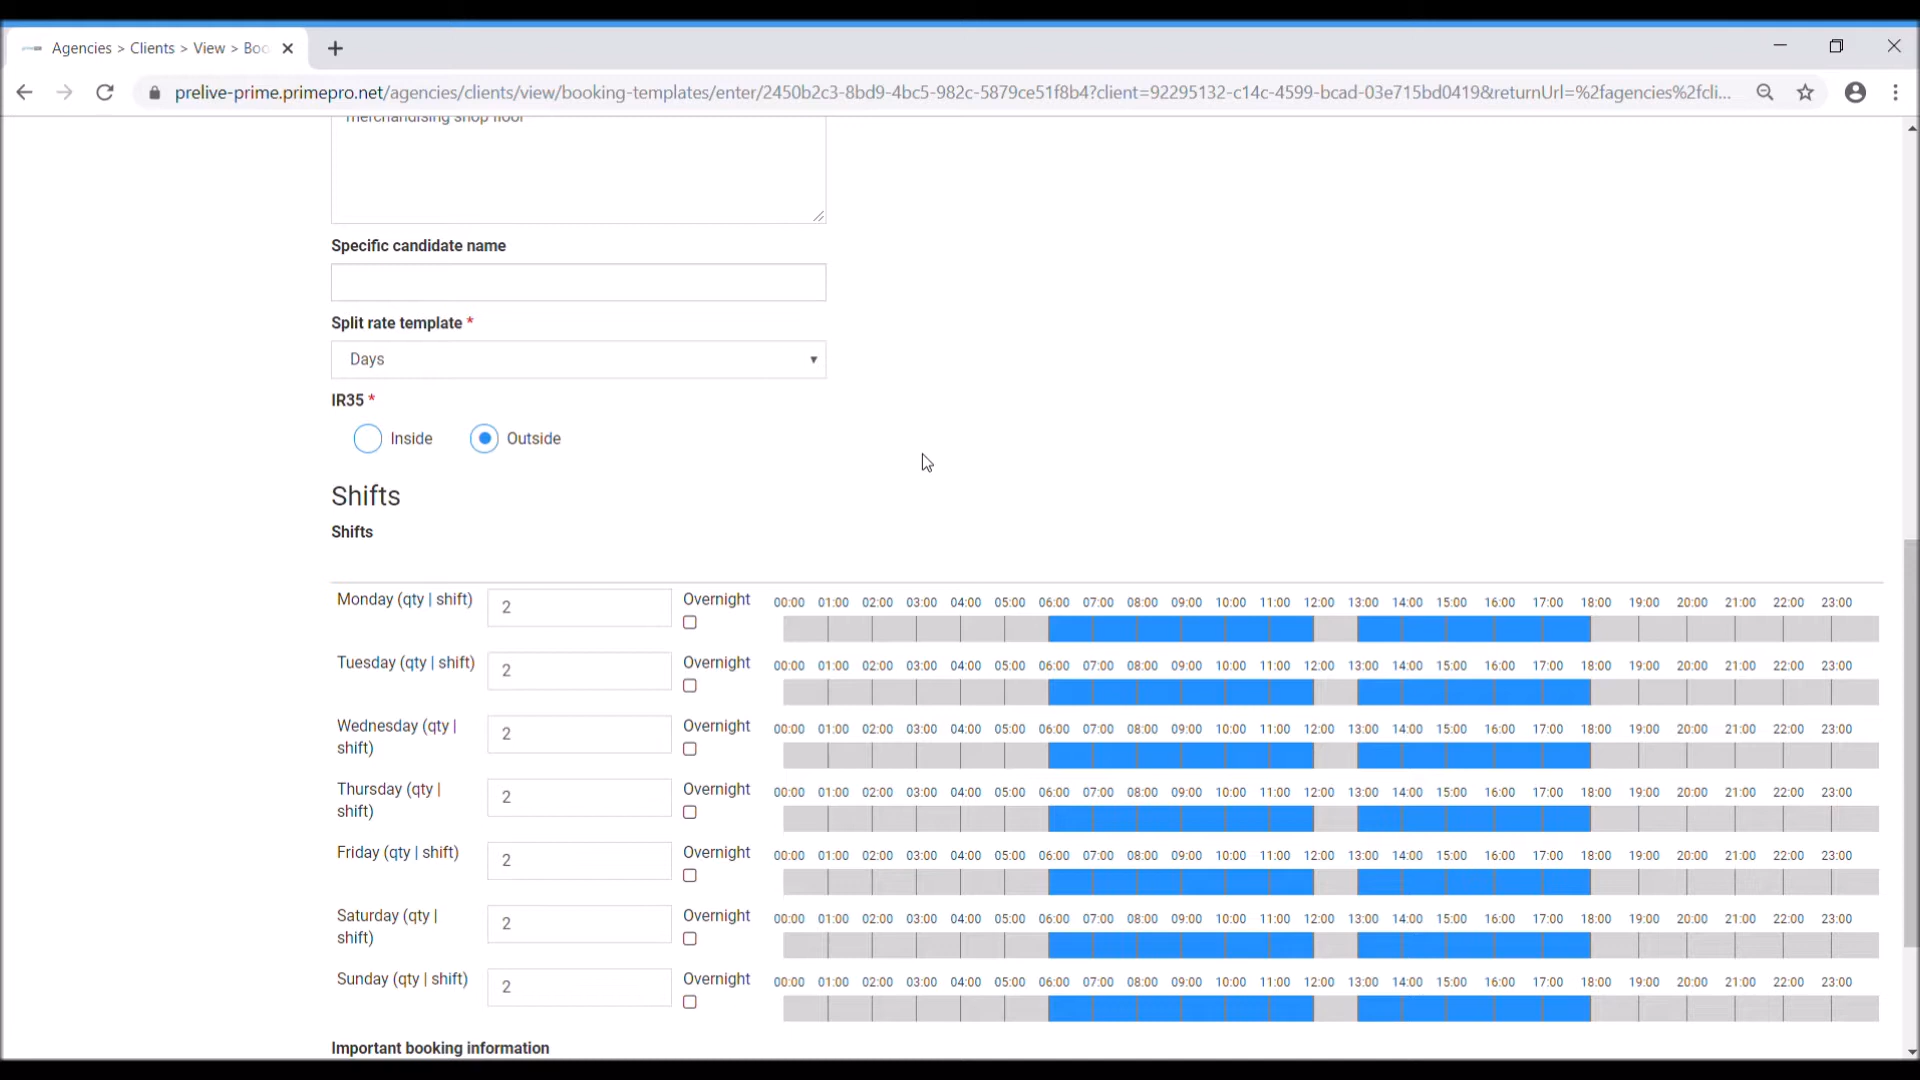 Agencies > Clients > View > Boo
prelive-prime.primepro.net/agencies/clients/view/booking-templates/enter/2450b2c3-8bd9-4bc5-982c-5879ce51f8b4?client=92295132-c14c-4599-bcad-03e715bd0419&returnUrl=%2fagencies%2fcli...
merchandising shop floor
Specific candidate name
Split rate template *
Days
IR35 *
Inside Outside
Shifts
Shifts
Monday (qty | shift) 2 Overnight 00:00 01:00 02:00 03:00 04:00 05:00 06:00 07:00 08:00 09:00 10:00 11:00 12:00 13:00 14:00 15:00 16:00 17:00 18:00 19:00 20:00 21:00 22:00 23:00
Tuesday (qty | shift) 2 Overnight 00:00 01:00 02:00 03:00 04:00 05:00 06:00 07:00 08:00 09:00 10:00 11:00 12:00 13:00 14:00 15:00 16:00 17:00 18:00 19:00 20:00 21:00 22:00 23:00
Wednesday (qty | 2 Overnight 00:00 01:00 02:00 03:00 04:00 05:00 06:00 07:00 08:00 09:00 10:00 11:00 12:00 13:00 14:00 15:00 16:00 17:00 18:00 19:00 20:00 21:00 22:00 23:00
shift)
Thursday (qty | 2 Overnight 00:00 01:00 02:00 03:00 04:00 05:00 06:00 07:00 08:00 09:00 10:00 11:00 12:00 13:00 14:00 15:00 16:00 17:00 18:00 19:00 20:00 21:00 22:00 23:00
shift)
Friday (qty | shift) 2 Overnight 00:00 01:00 02:00 03:00 04:00 05:00 06:00 07:00 08:00 09:00 10:00 11:00 12:00 13:00 14:00 15:00 16:00 17:00 18:00 19:00 20:00 21:00 22:00 23:00
Saturday (qty | 2 Overnight 00:00 01:00 02:00 03:00 04:00 05:00 06:00 07:00 08:00 09:00 10:00 11:00 12:00 13:00 14:00 15:00 16:00 17:00 18:00 19:00 20:00 21:00 22:00 23:00
shift)
Sunday (qty | shift) 2 Overnight 00:00 01:00 02:00 03:00 04:00 05:00 06:00 07:00 08:00 09:00 10:00 11:00 12:00 13:00 14:00 15:00 16:00 17:00 18:00 19:00 20:00 21:00 22:00 23:00
Important booking information